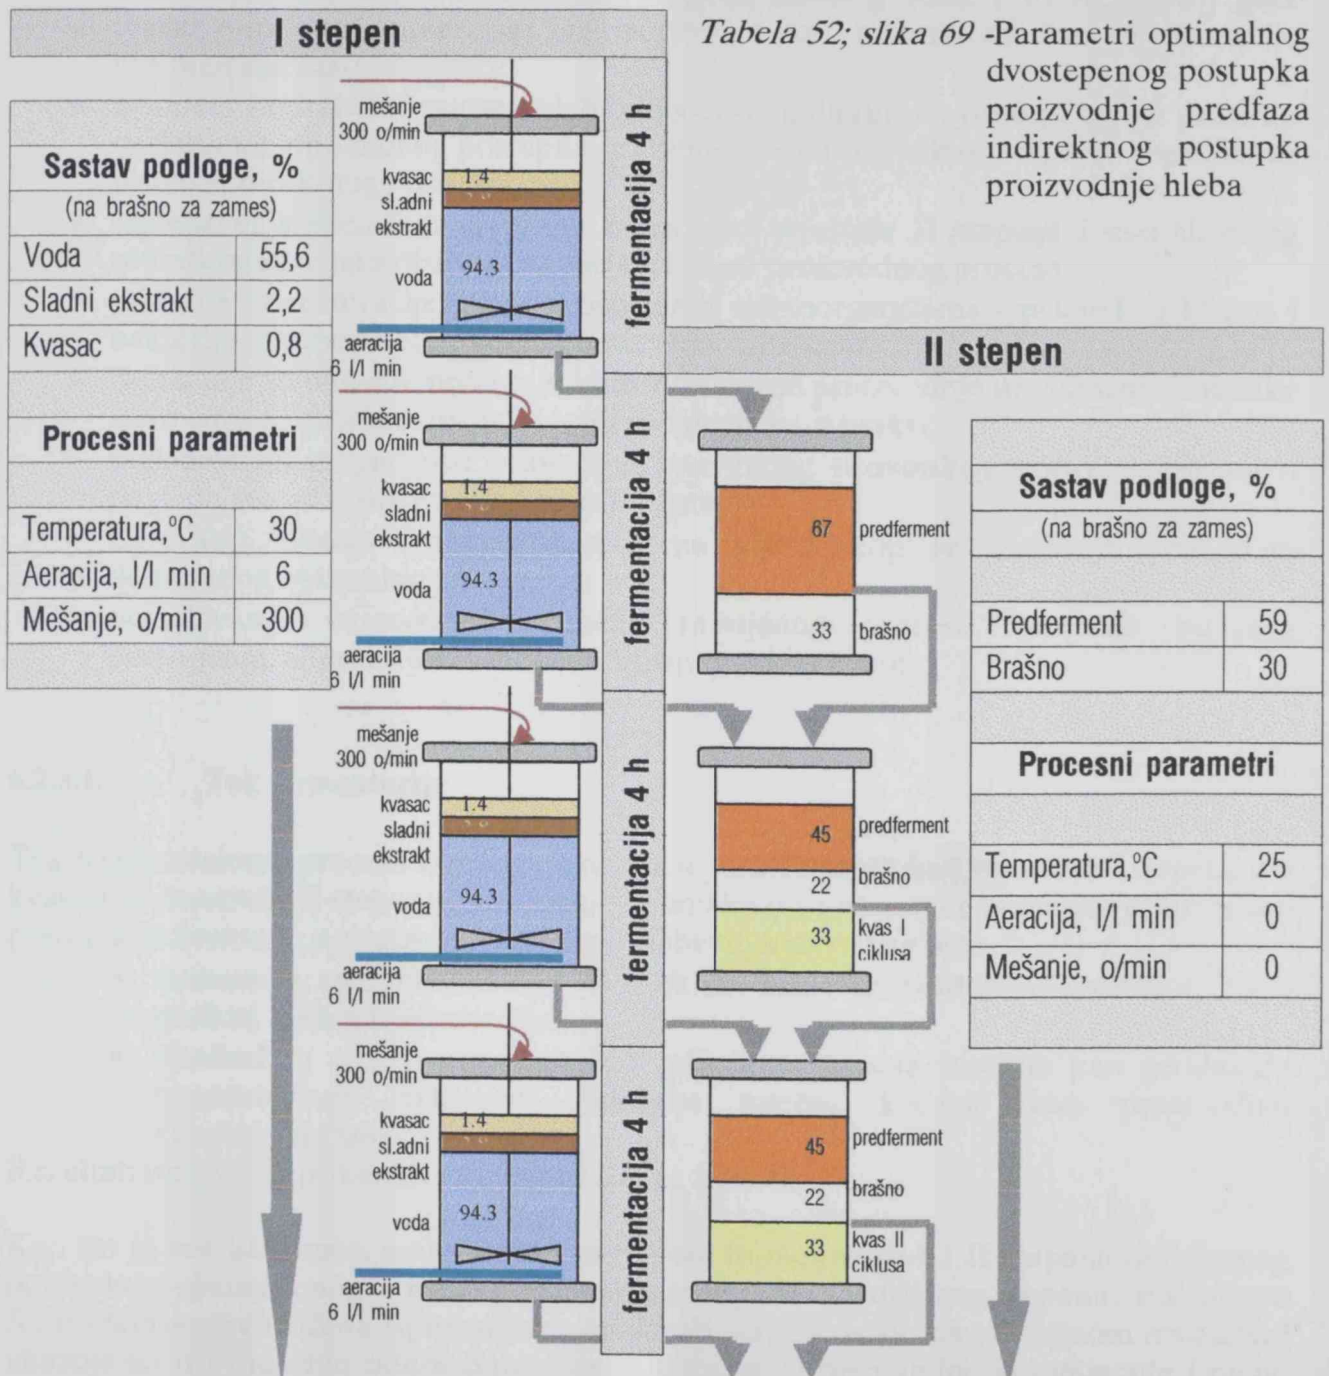 I stepen
Tabela 52; slika 69 -Parametri optimalnog
dvostepenog postupka
proizvodnje predfaza
indirektnog postupka
proizvodnje hleba
Sastav podloge, %
(na brašno za zames)
Voda 55,6
Sladni ekstrakt 2,2
Kvasac 0,8
Procesni parametri
Temperatura,°C 30
Aeracija, l/l min 6
Mešanje, o/min 300
mešanje
300 o/min
kvasac 1.4
sl.adni
ekstrakt
voda 94.3
aeracija
6 l/l min
fermentacija 4 h
mešanje
300 o/min
kvasac 1.4
sladni
ekstrakt
voda 94.3
aeracija
6 l/l min
fermentacija 4 h
mešanje
300 o/min
kvasac 1.4
sladni
ekstrakt
voda 94.3
aeracija
6 l/l min
fermentacija 4 h
mešanje
300 o/min
kvasac 1.4
sl.adni
ekstrakt
vcda 94.3
aeracija
6 l/l min
fermentacija 4 h
II stepen
67 predferment
33 brašno
45 predferment
22 brašno
33 kvas I
ciklusa
45 predferment
22 brašno
33 kvas II
ciklusa
Sastav podloge, %
(na brašno za zames)
Predferment 59
Brašno 30
Procesni parametri
Temperatura,°C 25
Aeracija, l/l min 0
Mešanje, o/min 0